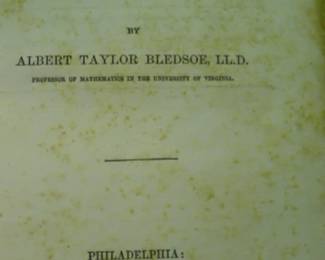 BY
ALBERT TAYLOR BLEDSOE, LL.D.
PROFESSOR OF MATHEMATICS IN THE UNIVERSITY OF VIRGINIA.
PHILADELPHIA: